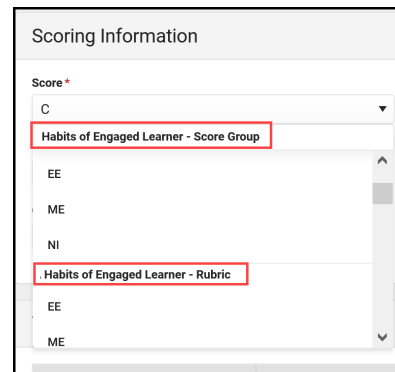 Scoring Information
Score *
C
Habits of Engaged Learner - Score Group
EE
ME
NI
Habits of Engaged Learner - Rubric
EE
ME